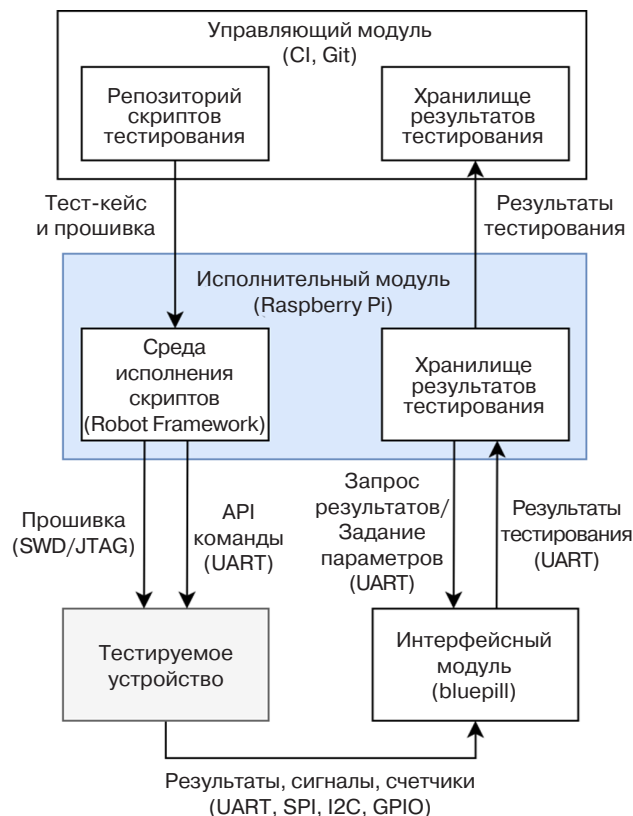 Управляющий модуль
(CI, Git)
Репозиторий
скриптов
тестирования
Хранилище
результатов
тестирования
Тест-кейс
и прошивка
Результаты
тестирования
Исполнительный модуль
(Raspberry Pi)
Среда
исполнения
скриптов
(Robot Framework)
Хранилище
результатов
тестирования
Прошивка
(SWD/JTAG)
API
команды
(UART)
Запрос
результатов/
Задание
параметров
(UART)
Результаты
тестирования
(UART)
Тестируемое
устройство
Интерфейсный
модуль
(bluepill)
Результаты, сигналы, счетчики
(UART, SPI, I2C, GPIO)